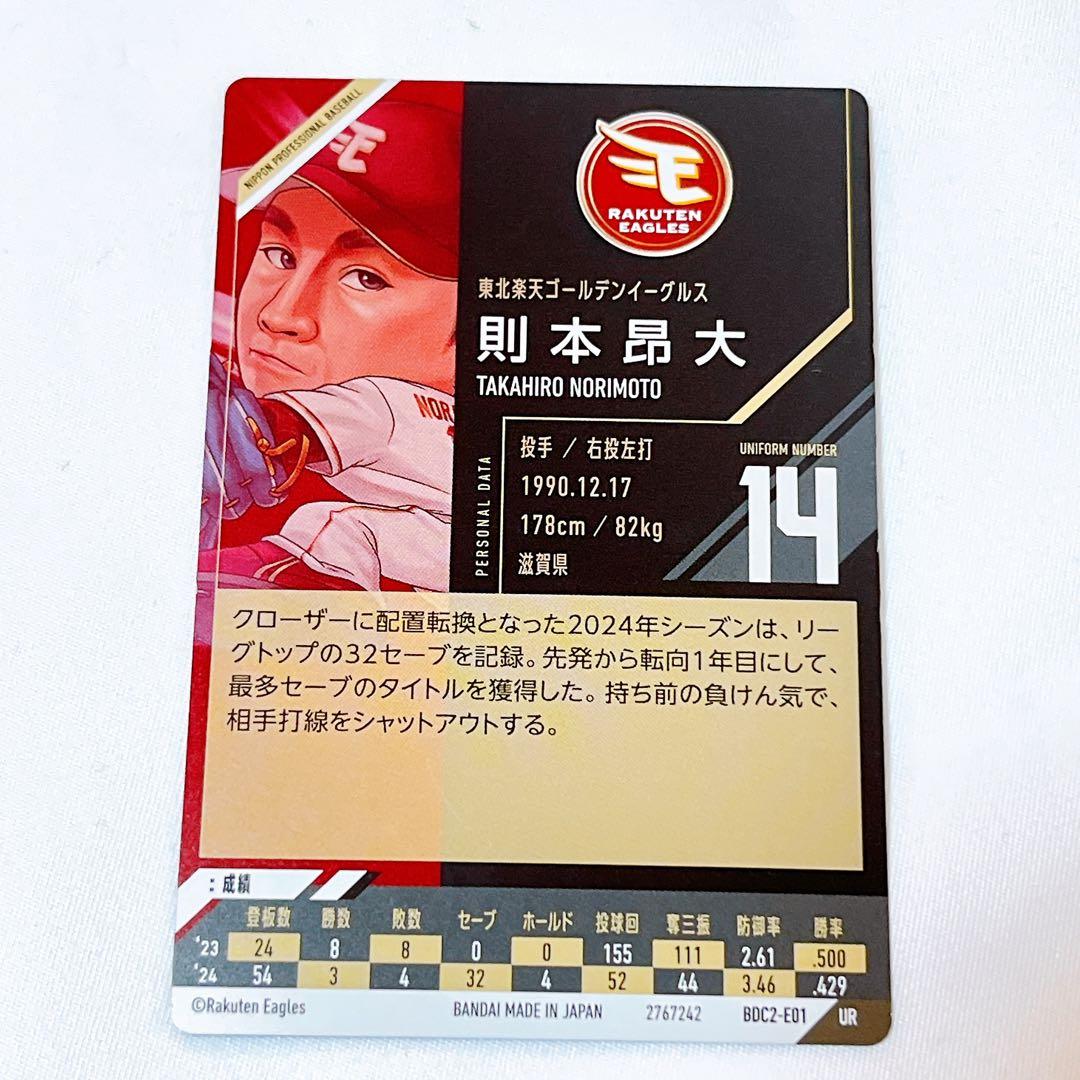 NIPPON PROFESSIONAL BASEBALL
RAKUTEN
EAGLES
東北楽天ゴールデンイーグルス
則本昂大
TAKAHIRO NORIMOTO
NOR
PERSONAL DATA
投手 / 右投左打
1990.12.17
178cm / 82kg
滋賀県
UNIFORM NUMBER
14
クローザーに配置転換となった2024年シーズンは、リー
グトップの32セーブを記録。先発から転向1年目にして、
最多セーブのタイトルを獲得した。持ち前の負けん気で、
相手打線をシャットアウトする。
：成績
登板数 勝数 敗数 セーブ ホールド 投球回 奪三振 防御率 勝率
'23 24 8 8 0 0 155 111 2.61 .500
'24 54 3 4 32 4 52 44 3.46 .429
©Rakuten Eagles BANDAI MADE IN JAPAN 2767242 BDC2-E01 UR